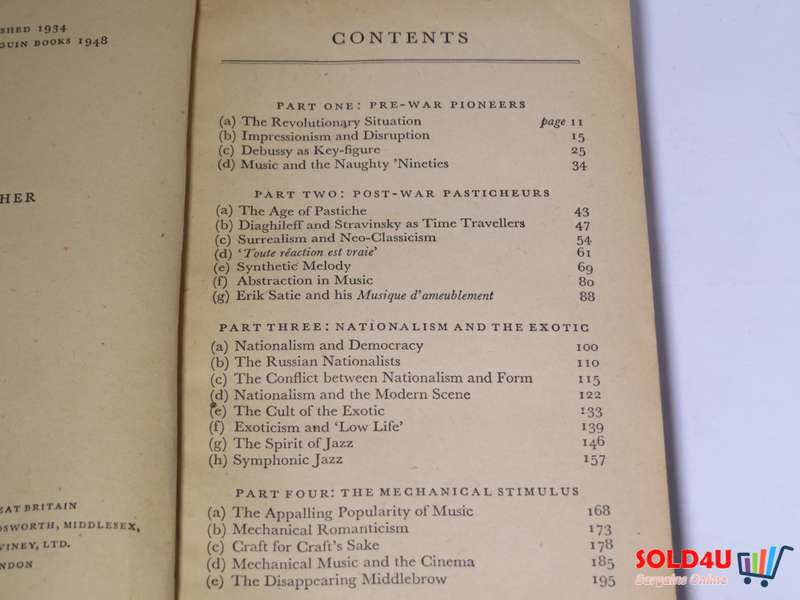 SHED 1934
GUIN BOOKS 1948
HER
EAT BRITAIN
DSWORTH, MIDDLESEX,
VINEY, LTD.
NDON
CONTENTS
PART ONE: PRE-WAR PIONEERS
(a) The Revolutionary Situation page 11
(b) Impressionism and Disruption 15
(c) Debussy as Key-figure 25
(d) Music and the Naughty 'Nineties 34
PART TWO: POST-WAR PASTICHEURS
(a) The Age of Pastiche 43
(b) Diaghileff and Stravinsky as Time Travellers 47
(c) Surrealism and Neo-Classicism 54
(d) 'Toute réaction est vraie' 61
(e) Synthetic Melody 69
(f) Abstraction in Music 80
(g) Erik Satie and his Musique d'ameublement 88
PART THREE: NATIONALISM AND THE EXOTIC
(a) Nationalism and Democracy 100
(b) The Russian Nationalists 110
(c) The Conflict between Nationalism and Form 115
(d) Nationalism and the Modern Scene 122
(e) The Cult of the Exotic 133
(f) Exoticism and 'Low Life' 139
(g) The Spirit of Jazz 146
(h) Symphonic Jazz 157
PART FOUR: THE MECHANICAL STIMULUS
(a) The Appalling Popularity of Music 168
(b) Mechanical Romanticism 173
(c) Craft for Craft's Sake 178
(d) Mechanical Music and the Cinema 185
(e) The Disappearing Middlebrow 195
SOLD4U
Bargains Online